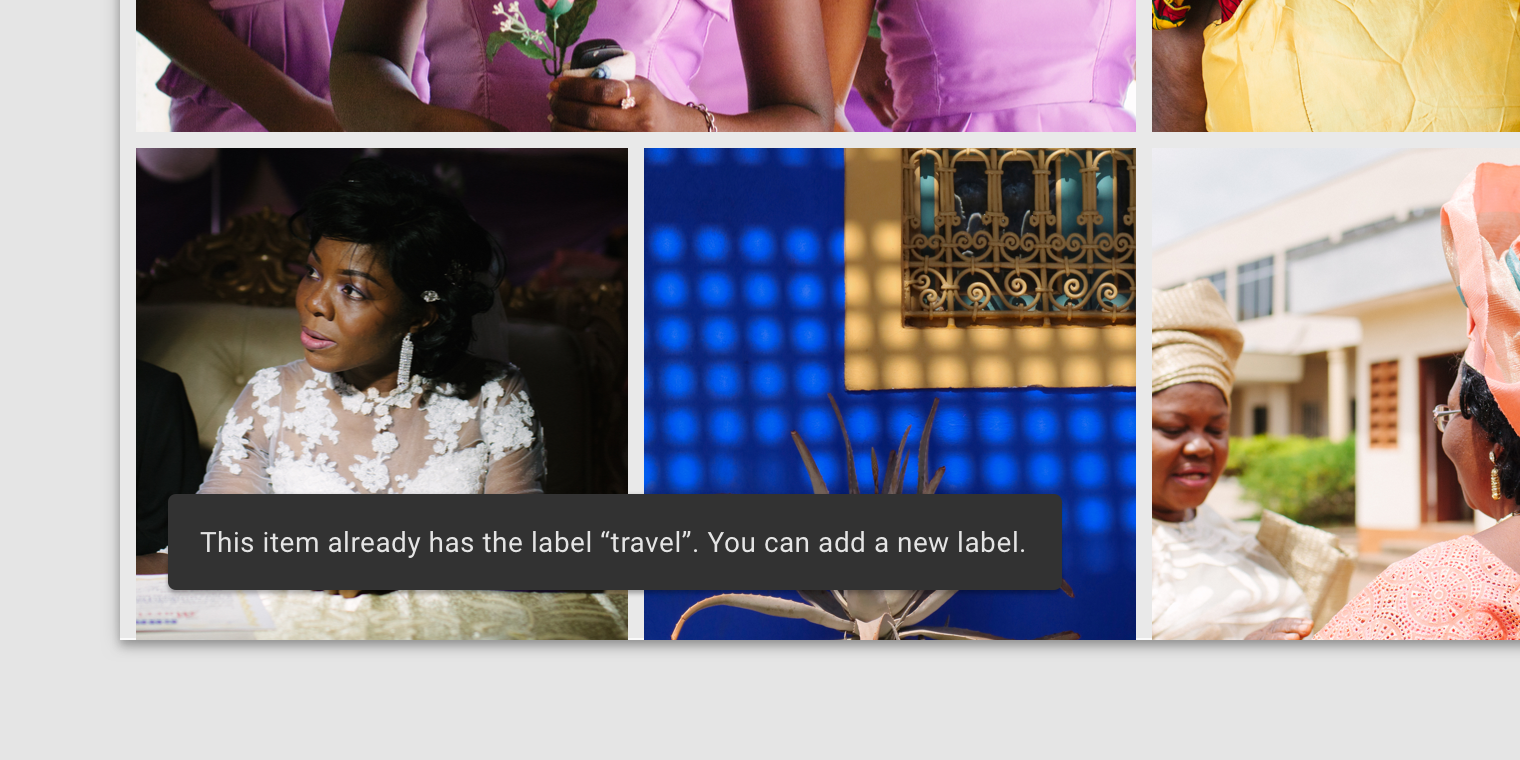 This item already has the label “travel”. You can add a new label.